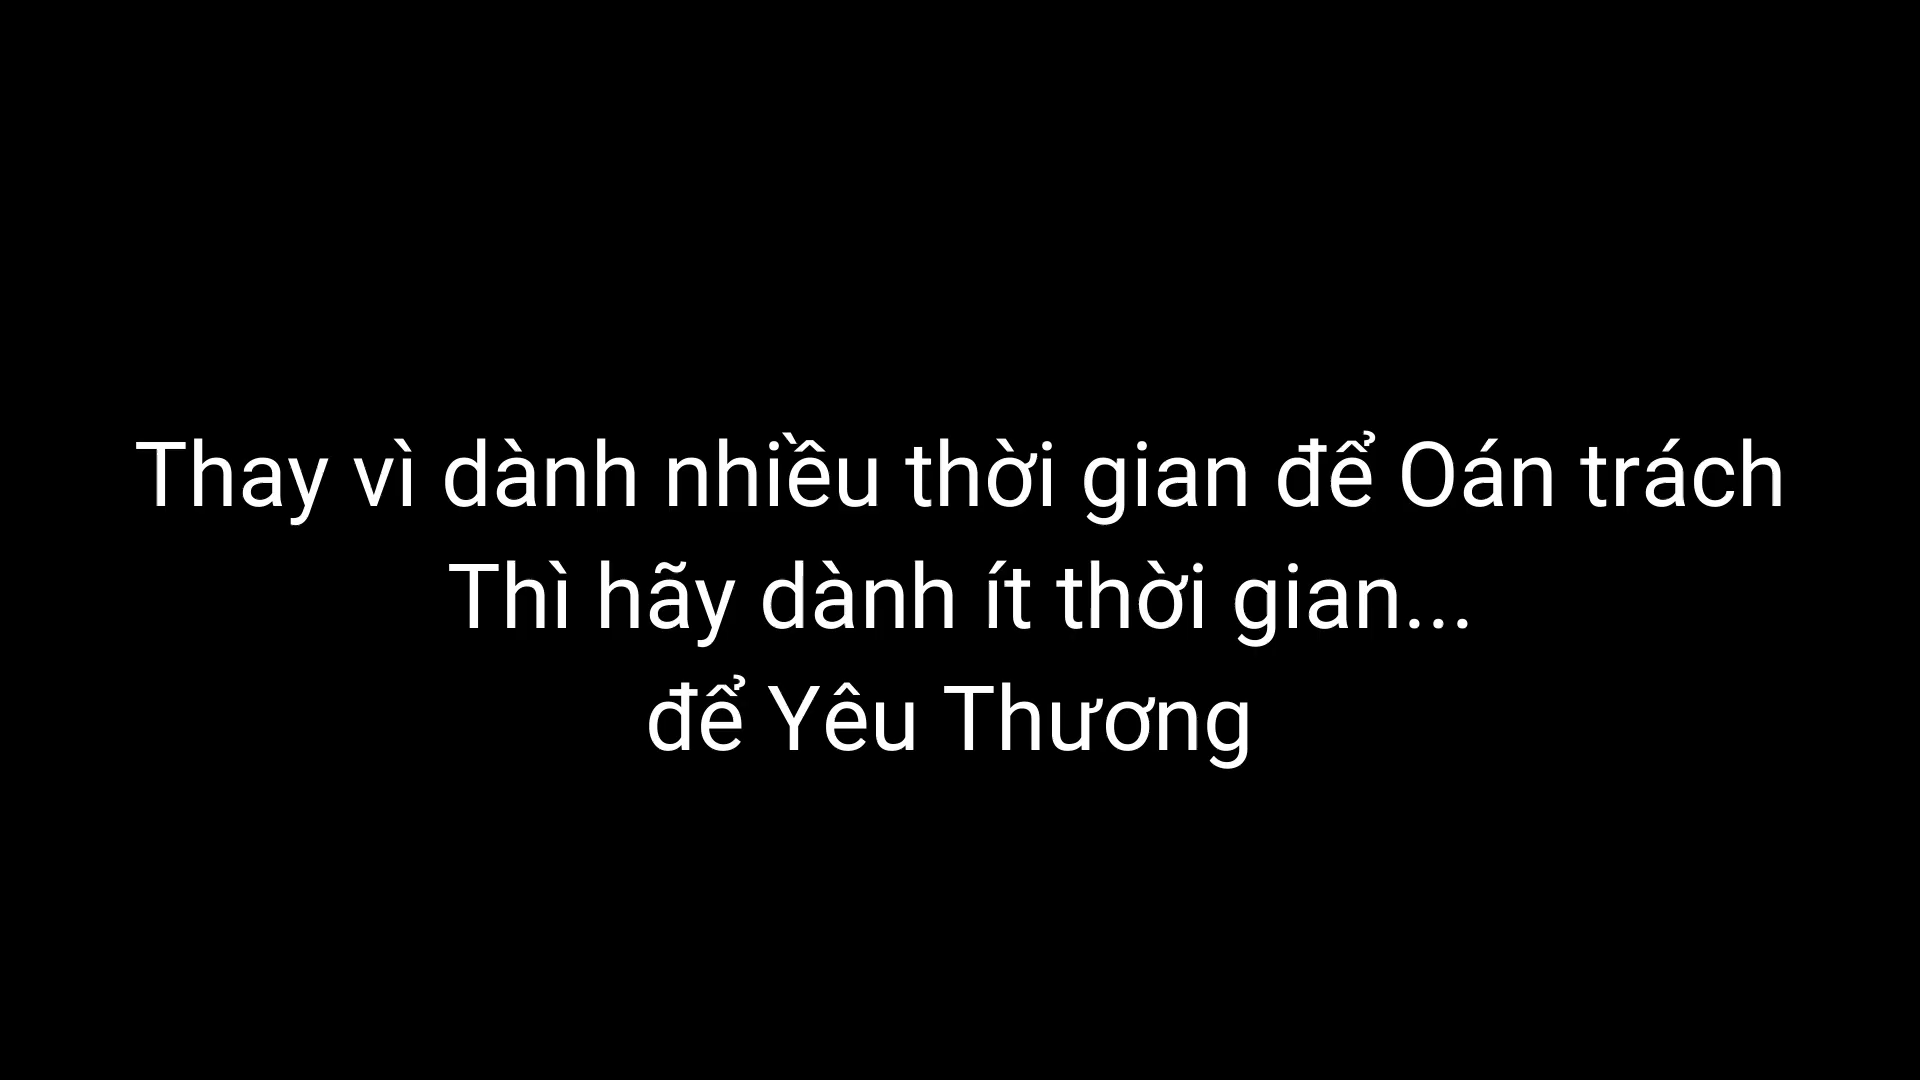 Thay vì dành nhiều thời gian để Oán trách
Thì hãy dành ít thời gian...
để Yêu Thương